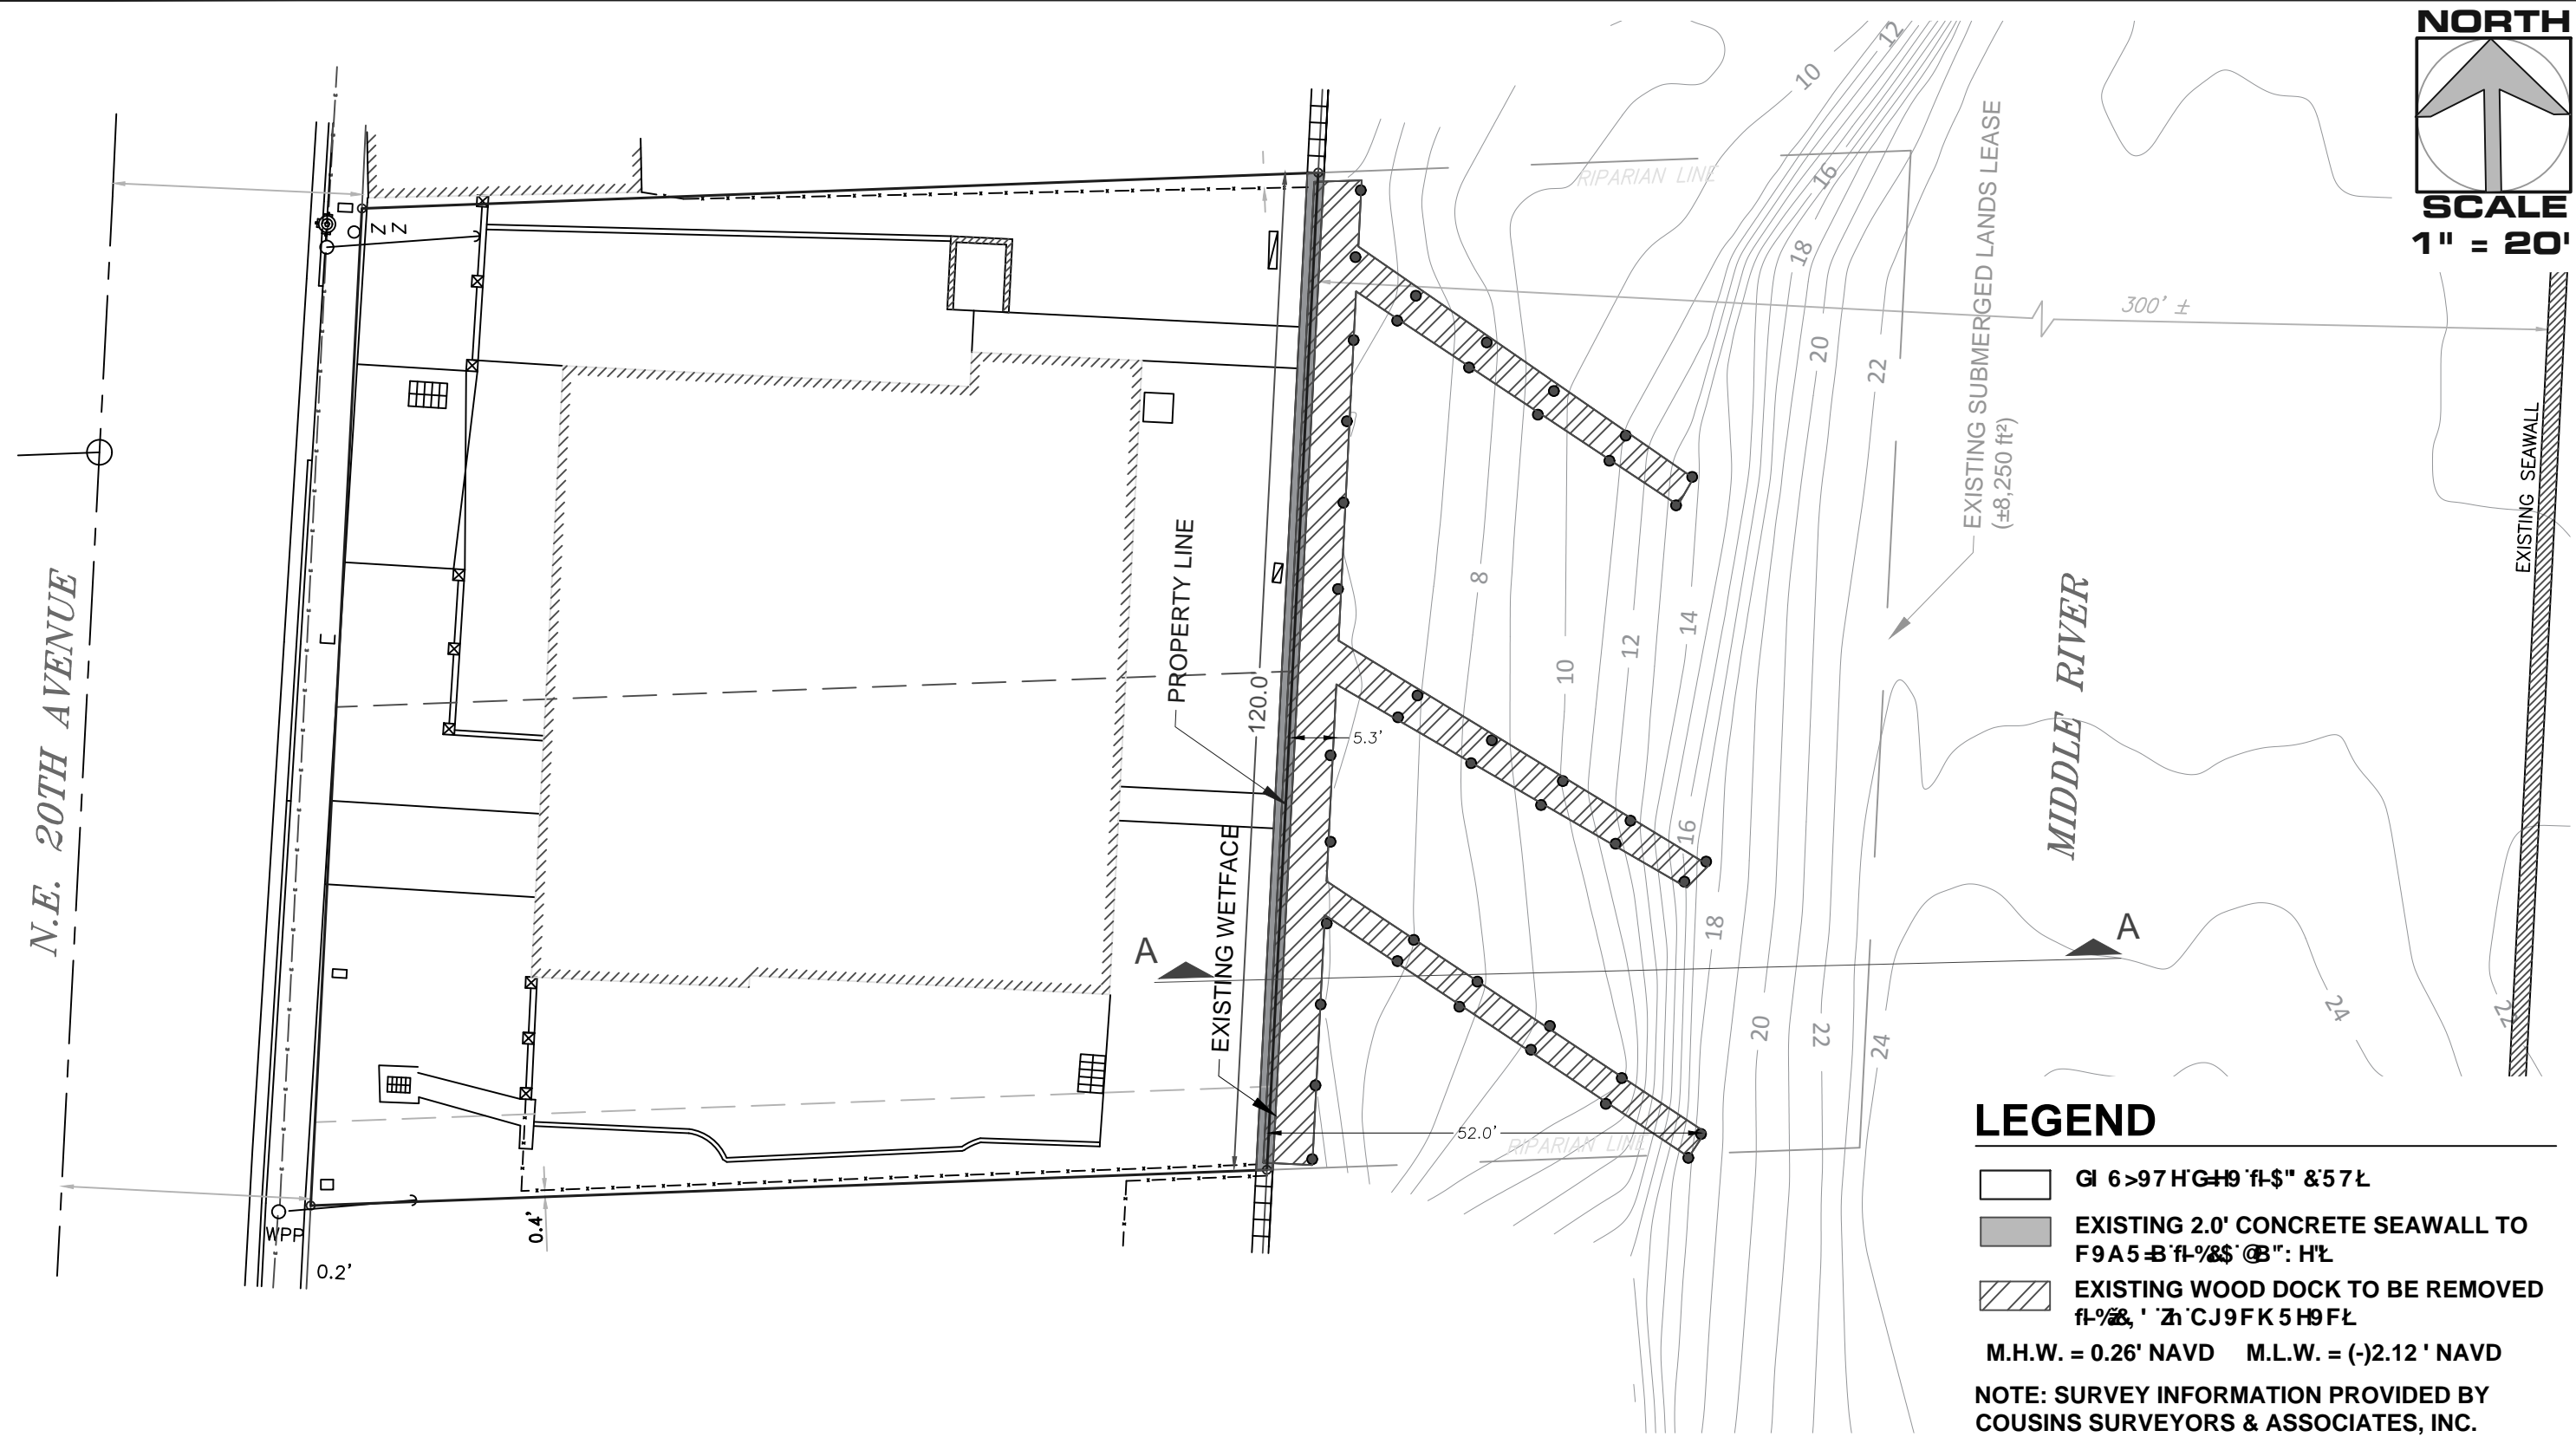 NORTH
SCALE
1" = 20'
12
10
16
18
20
22
RIPARIAN LINE
EXISTING SUBMERGED LANDS LEASE
(±8,250 ft²)
300' ±
EXISTING SEAWALL
Z Z
N.E. 20TH AVENUE
PROPERTY LINE
120.0'
5.3'
8
10
12
14
16
18
20
22
24
MIDDLE RIVER
A
A
24
22
EXISTING WETFACE
52.0'
RIPARIAN LINE
WPP
0.2'
0.4'
LEGEND
EXISTING 2.0' CONCRETE SEAWALL TO
EXISTING WOOD DOCK TO BE REMOVED
M.H.W. = 0.26' NAVD M.L.W. = (-)2.12 ' NAVD
NOTE: SURVEY INFORMATION PROVIDED BY
COUSINS SURVEYORS & ASSOCIATES, INC.